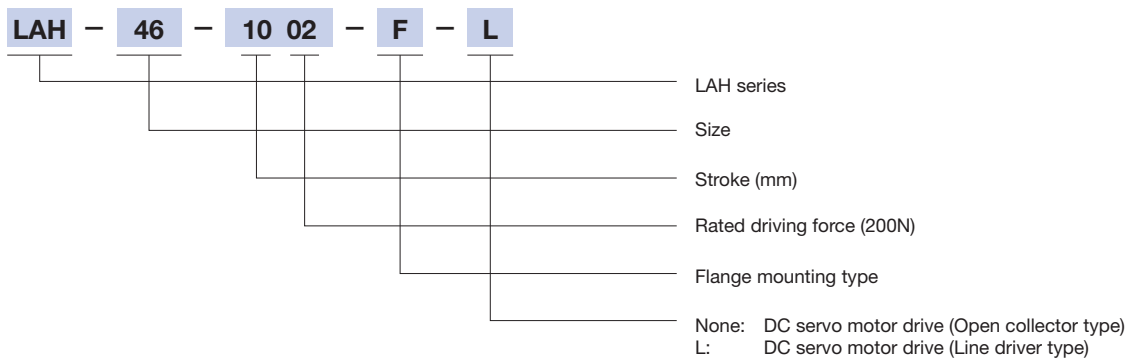 LAH – 46 – 10 02 – F – L
LAH series
Size
Stroke (mm)
Rated driving force (200N)
Flange mounting type
None: DC servo motor drive (Open collector type)
L: DC servo motor drive (Line driver type)